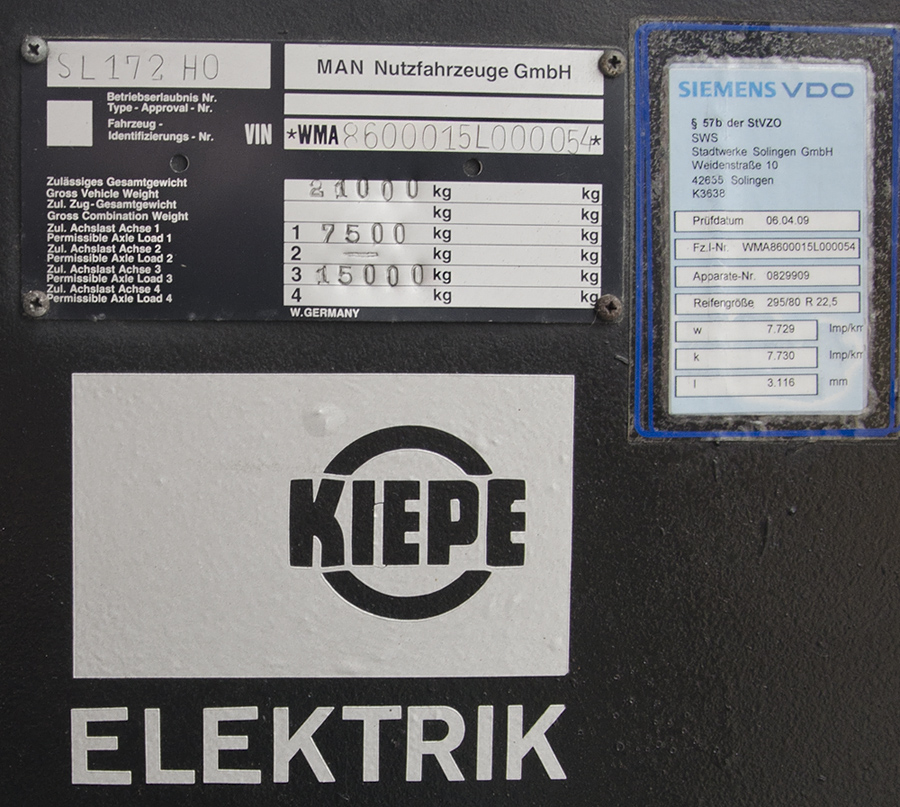 SL172 HO
MAN Nutzfahrzeuge GmbH
Betriebserlaubnis Nr.
Type - Approval - Nr.
Fahrzeug -
Identifizierungs - Nr.
VIN
*WMA8600015L000054*
Zulässiges Gesamtgewicht
Gross Vehicle Weight
21000 kg kg
Zul. Zug-Gesamtgewicht
Gross Combination Weight
kg kg
Zul. Achslast Achse 1
Permissible Axle Load 1
1 7500 kg kg
Zul. Achslast Achse 2
Permissible Axle Load 2
2 — kg kg
Zul. Achslast Achse 3
Permissible Axle Load 3
3 15000 kg kg
Zul. Achslast Achse 4
Permissible Axle Load 4
4 kg kg
W.GERMANY
SIEMENS VDO
§ 57b der StVZO
SWS
Stadtwerke Solingen GmbH
Weidenstraße 10
42655 Solingen
K3638
Prüfdatum 06.04.09
Fz.I-Nr. WMA8600015L000054
Apparate-Nr. 0829909
Reifengröße 295/80 R 22,5
w 7.729 Imp/km
k 7.730 Imp/km
l 3.116 mm
KIEPE
ELEKTRIK